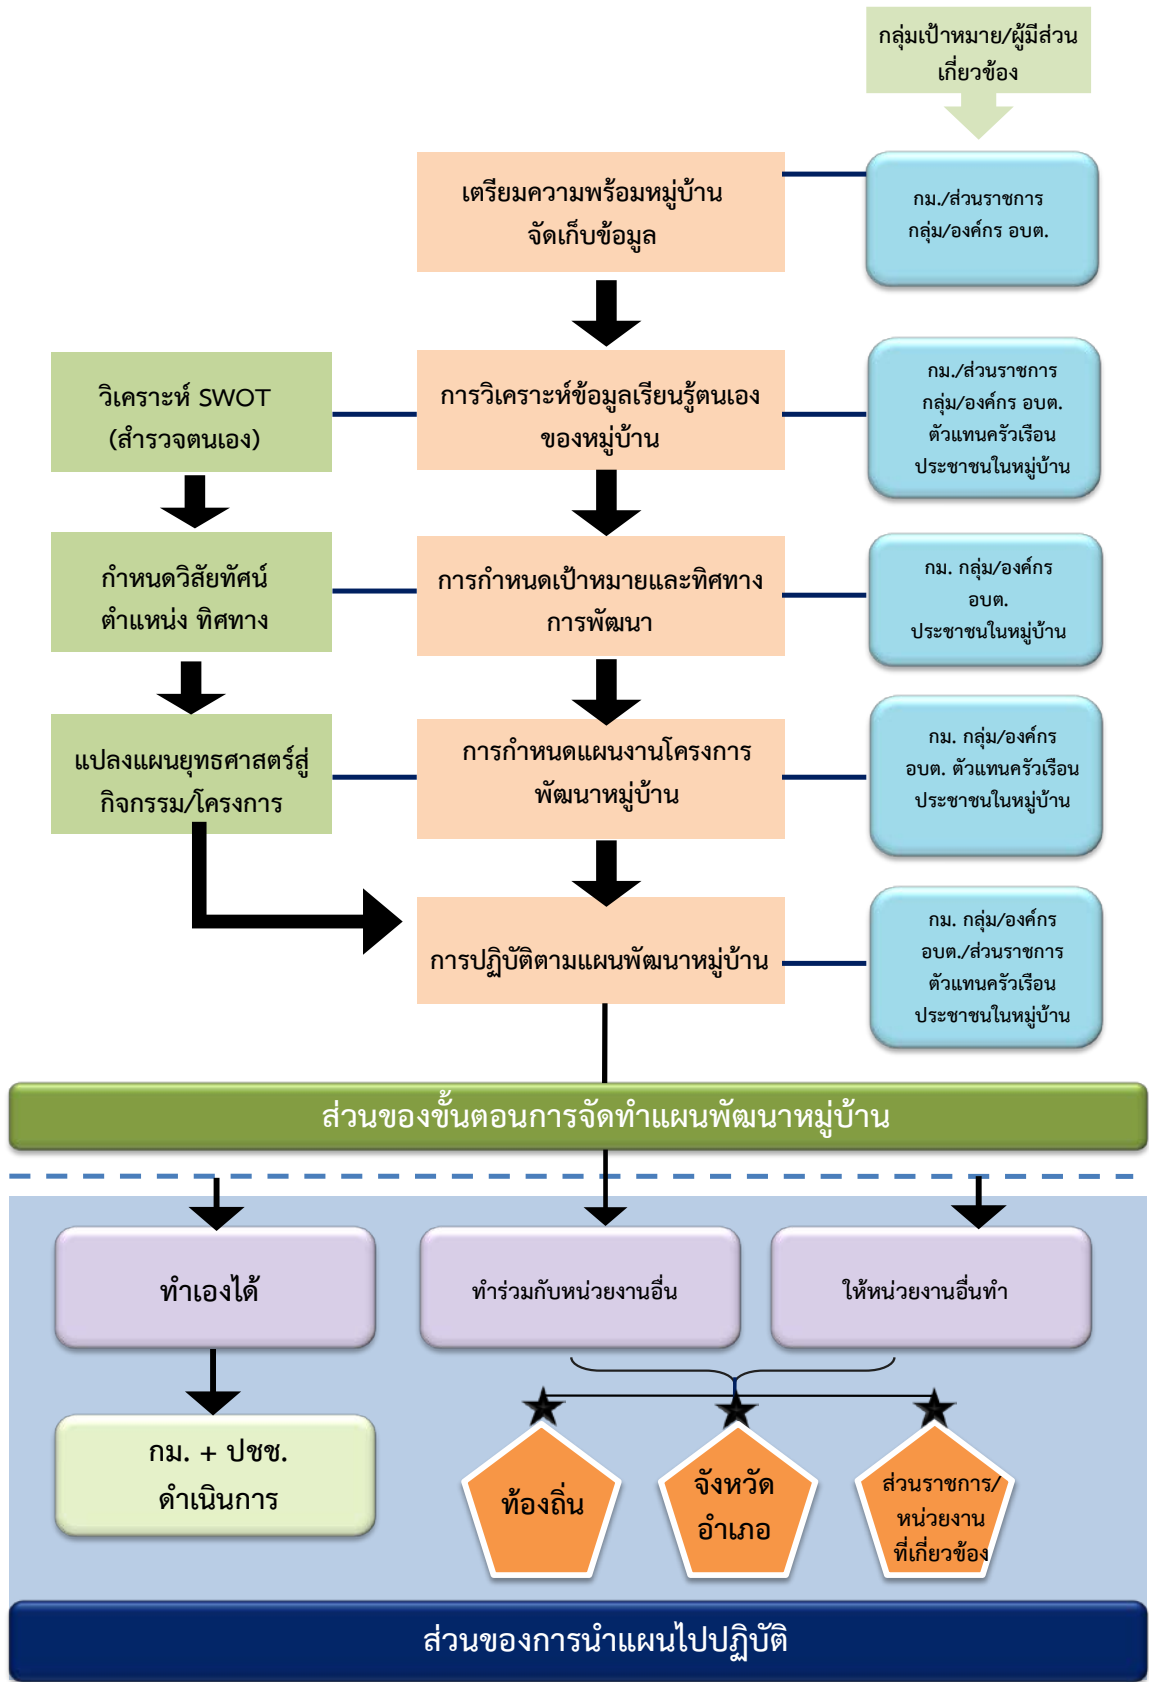 กลุ่มเป้าหมาย/ผู้มีส่วน
เกี่ยวข้อง
เตรียมความพร้อมหมู่บ้าน
จัดเก็บข้อมูล
กม./ส่วนราชการ
กลุ่ม/องค์กร อบต.
วิเคราะห์ SWOT
(สำรวจตนเอง)
การวิเคราะห์ข้อมูลเรียนรู้ตนเอง
ของหมู่บ้าน
กม./ส่วนราชการ
กลุ่ม/องค์กร อบต.
ตัวแทนครัวเรือน
ประชาชนในหมู่บ้าน
กำหนดวิสัยทัศน์
ตำแหน่ง ทิศทาง
การกำหนดเป้าหมายและทิศทาง
การพัฒนา
กม. กลุ่ม/องค์กร
อบต.
ประชาชนในหมู่บ้าน
แปลงแผนยุทธศาสตร์สู่
กิจกรรม/โครงการ
การกำหนดแผนงานโครงการ
พัฒนาหมู่บ้าน
กม. กลุ่ม/องค์กร
อบต. ตัวแทนครัวเรือน
ประชาชนในหมู่บ้าน
การปฏิบัติตามแผนพัฒนาหมู่บ้าน
กม. กลุ่ม/องค์กร
อบต./ส่วนราชการ
ตัวแทนครัวเรือน
ประชาชนในหมู่บ้าน
ส่วนของขั้นตอนการจัดทำแผนพัฒนาหมู่บ้าน
ทำเองได้
ทำร่วมกับหน่วยงานอื่น
ให้หน่วยงานอื่นทำ
กม. + ปชช.
ดำเนินการ
ท้องถิ่น
จังหวัด
อำเภอ
ส่วนราชการ/
หน่วยงาน
ที่เกี่ยวข้อง
ส่วนของการนำแผนไปปฏิบัติ